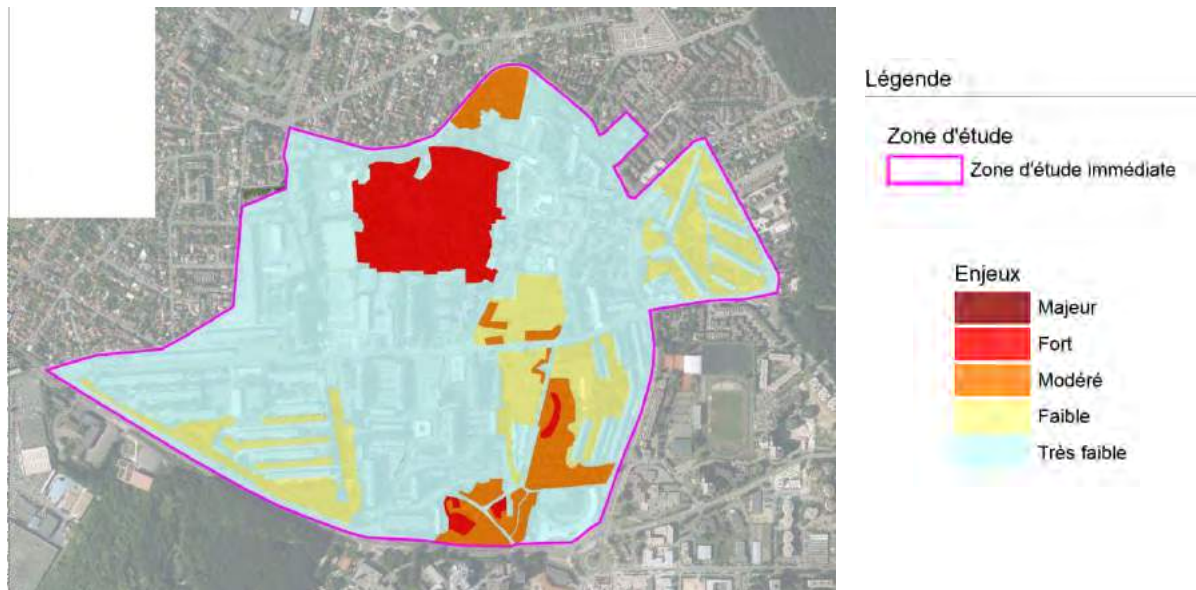 Légende
Zone d'étude
Zone d'étude immédiate
Enjeux
Majeur
Fort
Modéré
Faible
Très faible